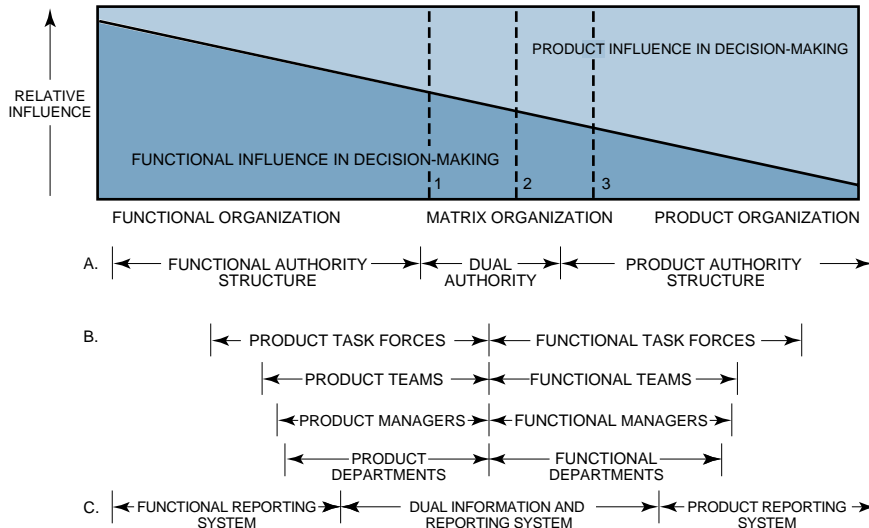 RELATIVE
INFLUENCE
PRODUCT INFLUENCE IN DECISION-MAKING
FUNCTIONAL INFLUENCE IN DECISION-MAKING
1
2
3
FUNCTIONAL ORGANIZATION
MATRIX ORGANIZATION
PRODUCT ORGANIZATION
A.
FUNCTIONAL AUTHORITY
STRUCTURE
DUAL
AUTHORITY
PRODUCT AUTHORITY
STRUCTURE
B.
PRODUCT TASK FORCES
FUNCTIONAL TASK FORCES
PRODUCT TEAMS
FUNCTIONAL TEAMS
PRODUCT MANAGERS
FUNCTIONAL MANAGERS
PRODUCT
DEPARTMENTS
FUNCTIONAL
DEPARTMENTS
C.
FUNCTIONAL REPORTING
SYSTEM
DUAL INFORMATION AND
REPORTING SYSTEM
PRODUCT REPORTING
SYSTEM